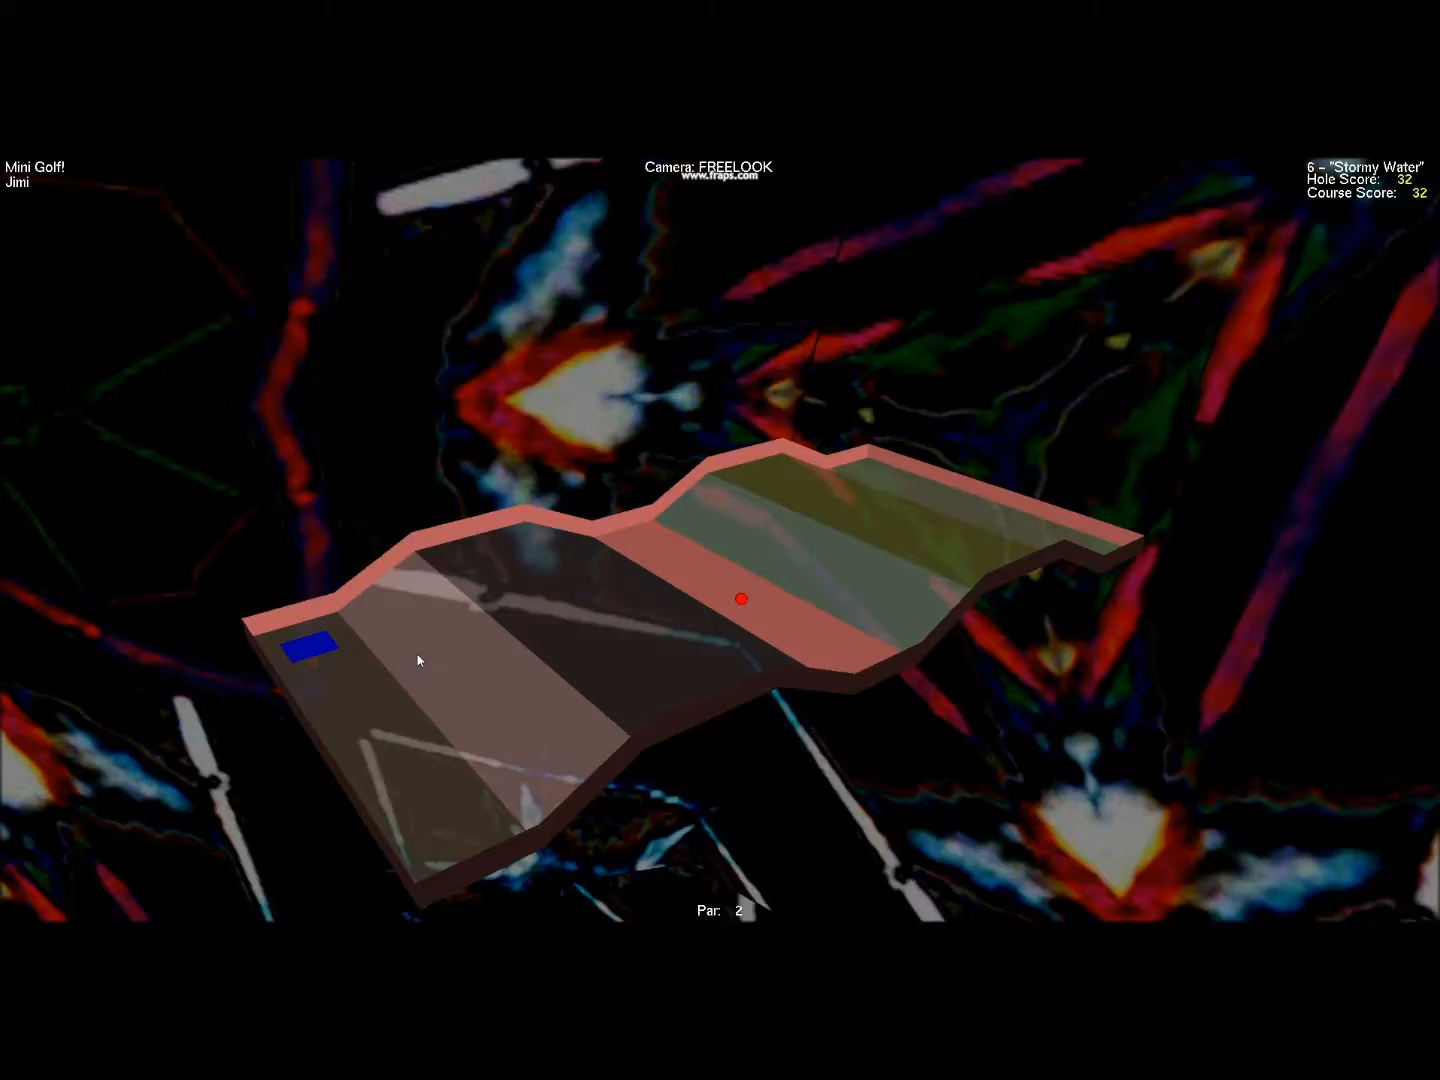 Mini Golf!
Jimi
Camera: FREELOOK
www.fraps.com
6 - "Stormy Water"
Hole Score: 32
Course Score: 32
Par: 2